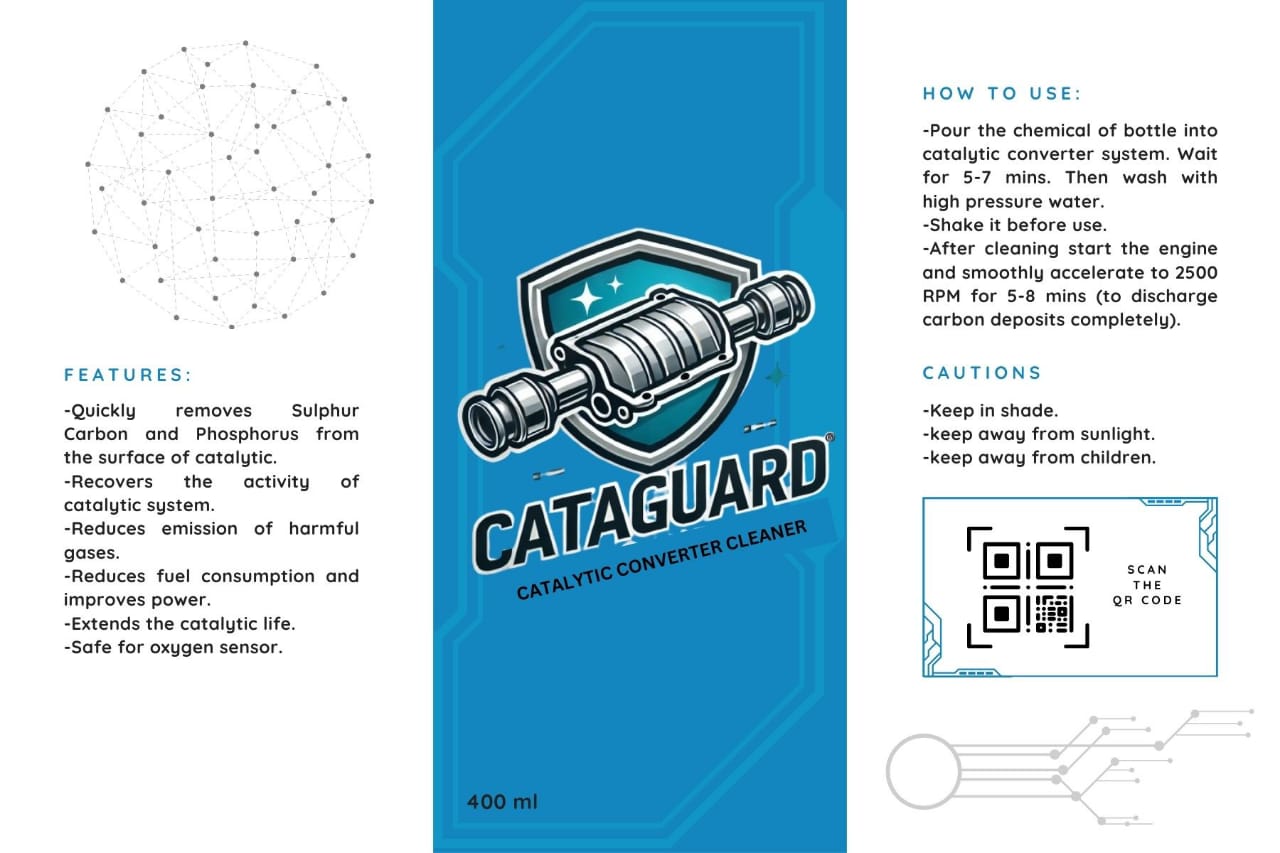 FEATURES:
-Quickly removes Sulphur
Carbon and Phosphorus from
the surface of catalytic.
-Recovers the activity of
catalytic system.
-Reduces emission of harmful
gases.
-Reduces fuel consumption and
improves power.
-Extends the catalytic life.
-Safe for oxygen sensor.
CATAGUARD®
CATALYTIC CONVERTER CLEANER
400 ml
HOW TO USE:
-Pour the chemical of bottle into
catalytic converter system. Wait
for 5-7 mins. Then wash with
high pressure water.
-Shake it before use.
-After cleaning start the engine
and smoothly accelerate to 2500
RPM for 5-8 mins (to discharge
carbon deposits completely).
CAUTIONS
-Keep in shade.
-keep away from sunlight.
-keep away from children.
SCAN
THE
QR CODE